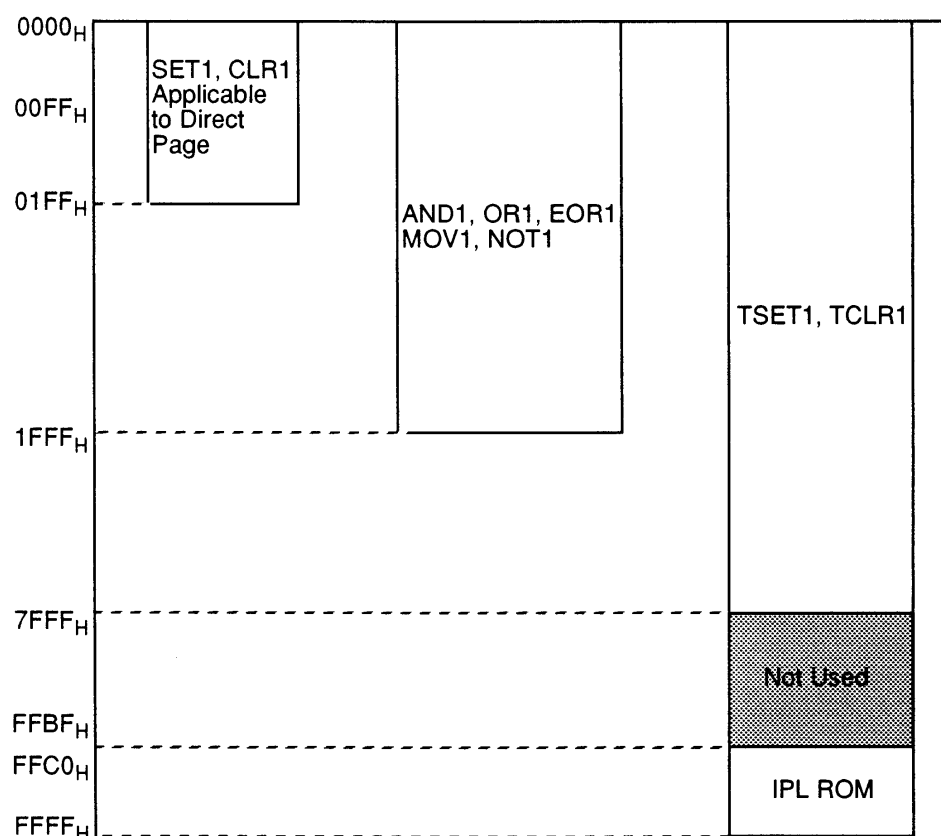 0000H
SET1, CLR1
Applicable
to Direct
Page
00FFH
01FFH
AND1, OR1, EOR1
MOV1, NOT1
TSET1, TCLR1
1FFFH
7FFFH
Not Used
FFBFH
FFC0H
IPL ROM
FFFFH